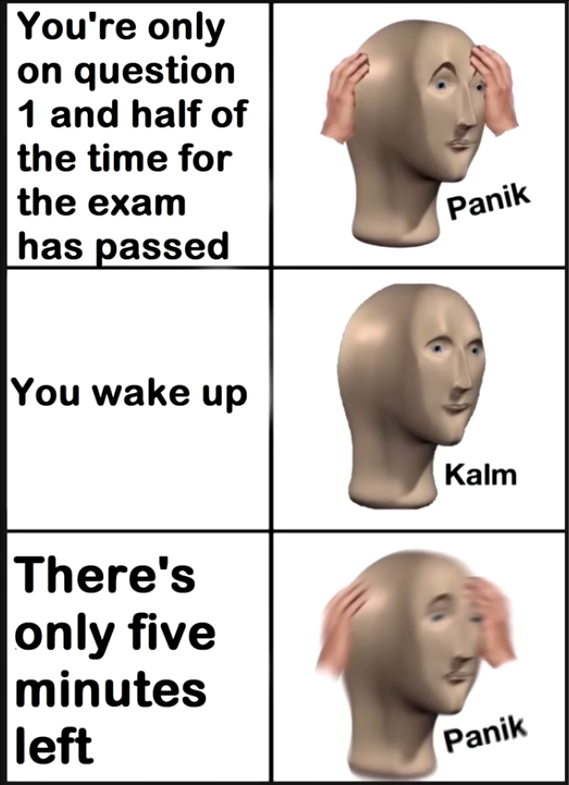 You're only
on question
1 and half of
the time for
the exam
has passed
Panik
You wake up
Kalm
There's
only five
minutes
left
Panik